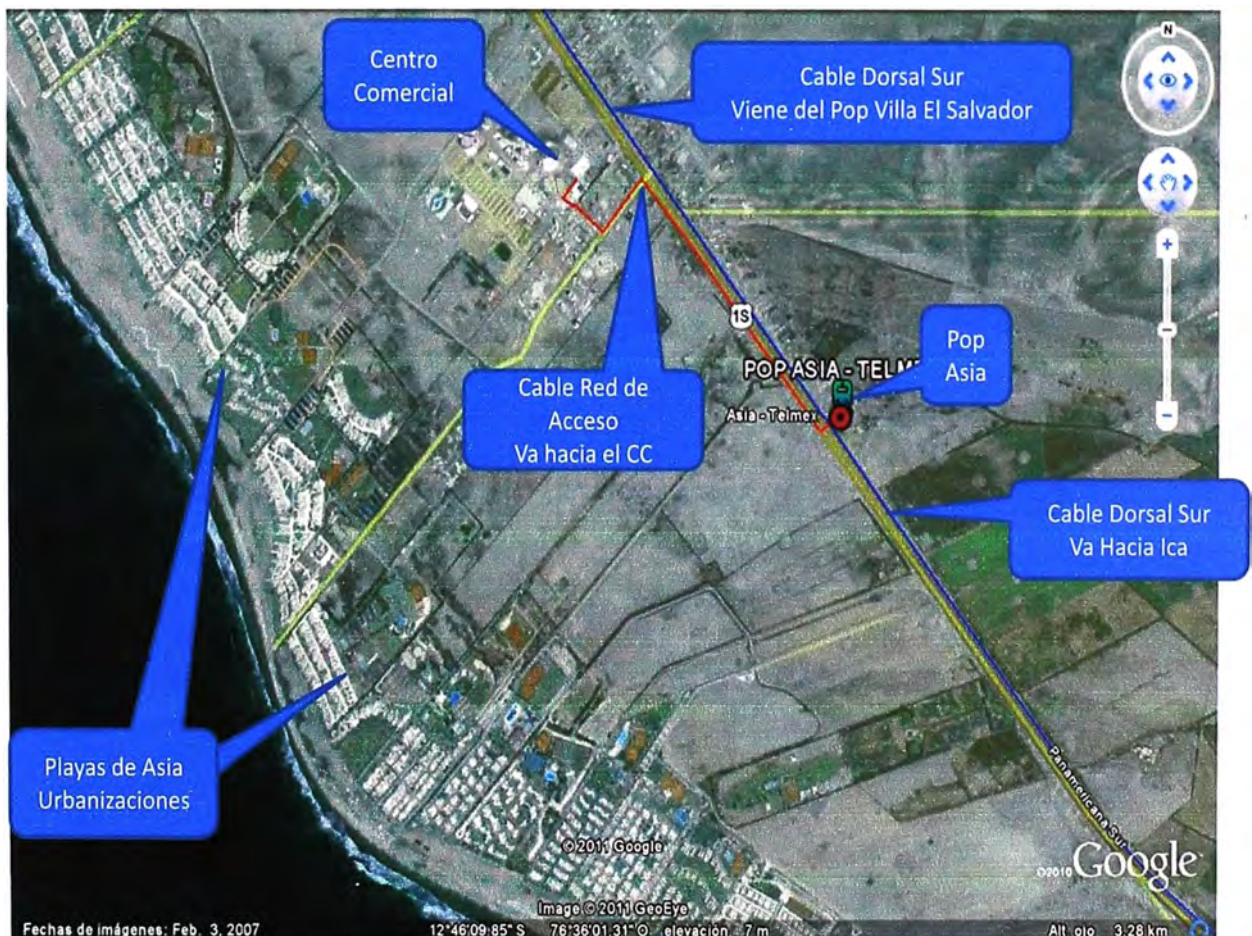 Centro
Comercial
Cable Dorsal Sur
Viene del Pop Villa El Salvador
N
1S
Pop
Asia
POP ASIA - TELM
Asia - Telmex
Cable Red de
Acceso
Va hacia el CC
Cable Dorsal Sur
Va Hacia Ica
Playas de Asia
Urbanizaciones
Panamericana Sur
© 2011 Google
©2010 Google
Image © 2011 GeoEye
Fechas de imágenes: Feb. 3, 2007
12°46'09.85" S 76°36'01.31" O elevación 7 m
Alt. ojo 3.28 km